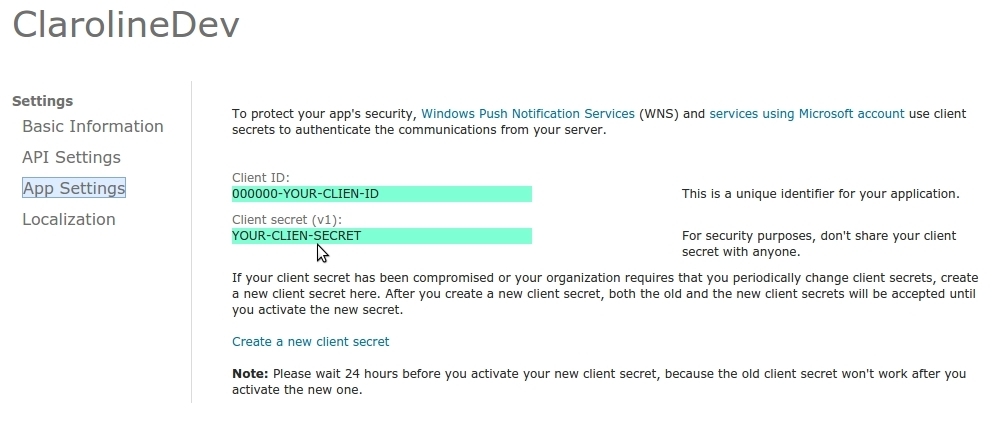 ClarolineDev
Settings
Basic Information
API Settings
App Settings
Localization
To protect your app's security, Windows Push Notification Services (WNS) and services using Microsoft account use client
secrets to authenticate the communications from your server.
Client ID:
000000-YOUR-CLIEN-ID
This is a unique identifier for your application.
Client secret (v1):
YOUR-CLIEN-SECRET
For security purposes, don't share your client
secret with anyone.
If your client secret has been compromised or your organization requires that you periodically change client secrets, create
a new client secret here. After you create a new client secret, both the old and the new client secrets will be accepted until
you activate the new secret.
Create a new client secret
Note: Please wait 24 hours before you activate your new client secret, because the old client secret won't work after you
activate the new one.